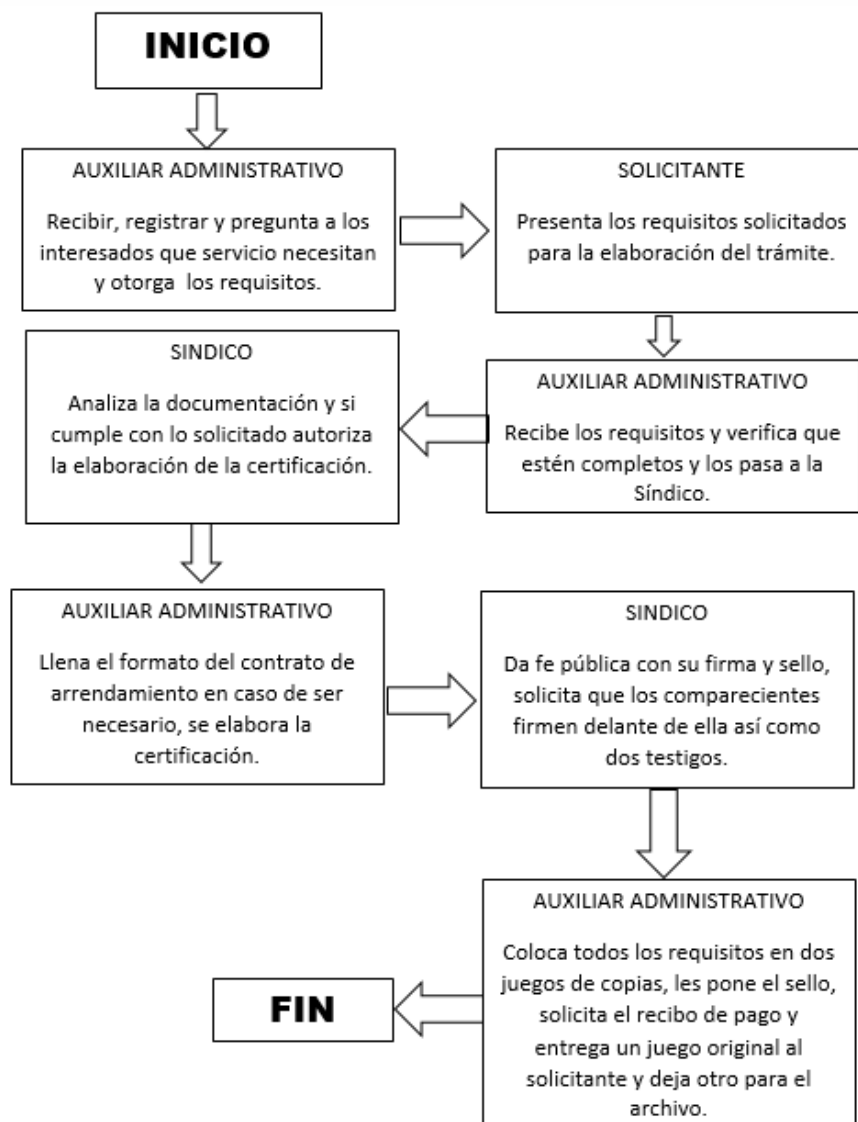 INICIO
AUXILIAR ADMINISTRATIVO
Recibir, registrar y pregunta a los
interesados que servicio necesitan
y otorga los requisitos.
SOLICITANTE
Presenta los requisitos solicitados
para la elaboración del trámite.
AUXILIAR ADMINISTRATIVO
Recibe los requisitos y verifica que
estén completos y los pasa a la
Síndico.
SINDICO
Analiza la documentación y si
cumple con lo solicitado autoriza
la elaboración de la certificación.
AUXILIAR ADMINISTRATIVO
Llena el formato del contrato de
arrendamiento en caso de ser
necesario, se elabora la
certificación.
SINDICO
Da fe pública con su firma y sello,
solicita que los comparecientes
firmen delante de ella así como
dos testigos.
AUXILIAR ADMINISTRATIVO
Coloca todos los requisitos en dos
juegos de copias, les pone el sello,
solicita el recibo de pago y
entrega un juego original al
solicitante y deja otro para el
archivo.
FIN